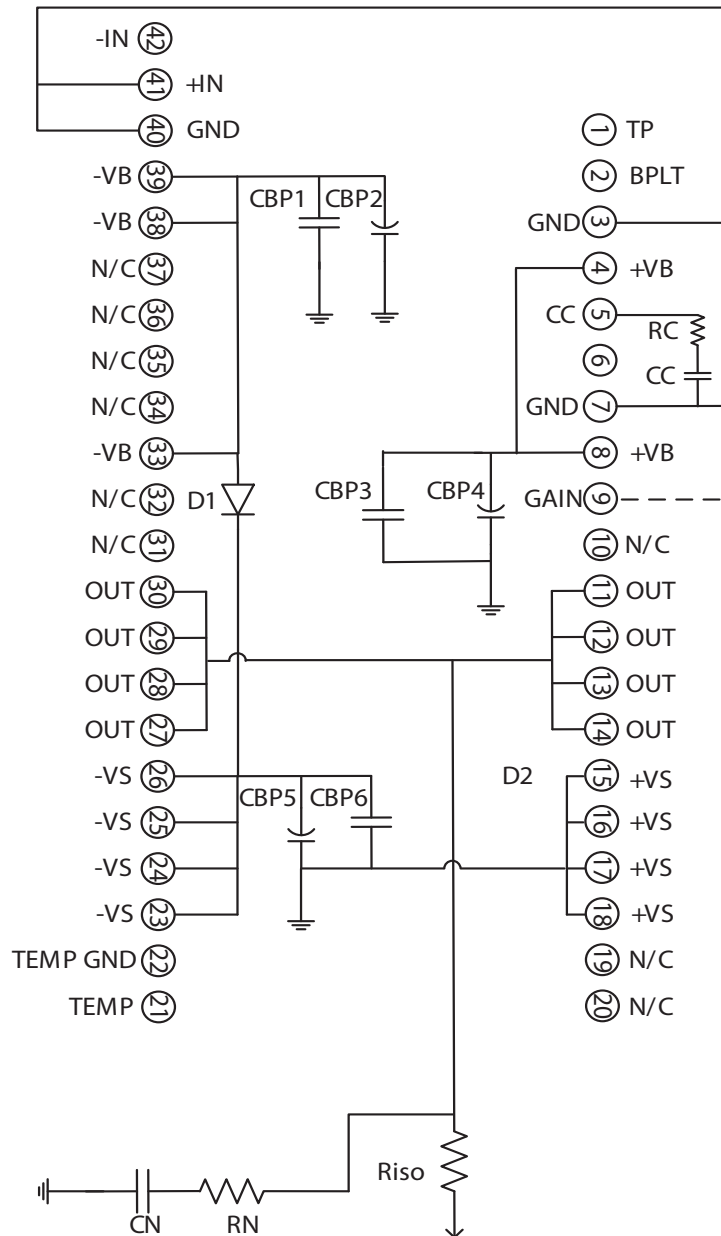 -IN 42
41 +IN
40 GND
1 TP
-VB 39
2 BPLT
CBP1 CBP2
-VB 38
GND 3
N/C 37
4 +VB
N/C 36
CC 5
RC
N/C 35
6
CC
N/C 34
GND 7
-VB 33
8 +VB
CBP3 CBP4
N/C 32 D1
GAIN 9
N/C 31
10 N/C
OUT 30
11 OUT
OUT 29
12 OUT
OUT 28
13 OUT
OUT 27
14 OUT
-VS 26
D2 15 +VS
CBP5 CBP6
-VS 25
16 +VS
-VS 24
17 +VS
-VS 23
18 +VS
TEMP GND 22
19 N/C
TEMP 21
20 N/C
Riso
CN RN